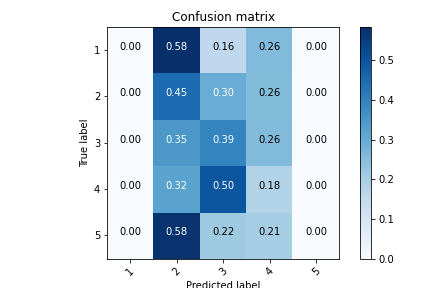 Confusion matrix
1 0.00 0.58 0.16 0.26 0.00
2 0.00 0.45 0.30 0.26 0.00
3 0.00 0.35 0.39 0.26 0.00
4 0.00 0.32 0.50 0.18 0.00
5 0.00 0.58 0.22 0.21 0.00
1 2 3 4 5
True label
Predicted label
0.5
0.4
0.3
0.2
0.1
0.0